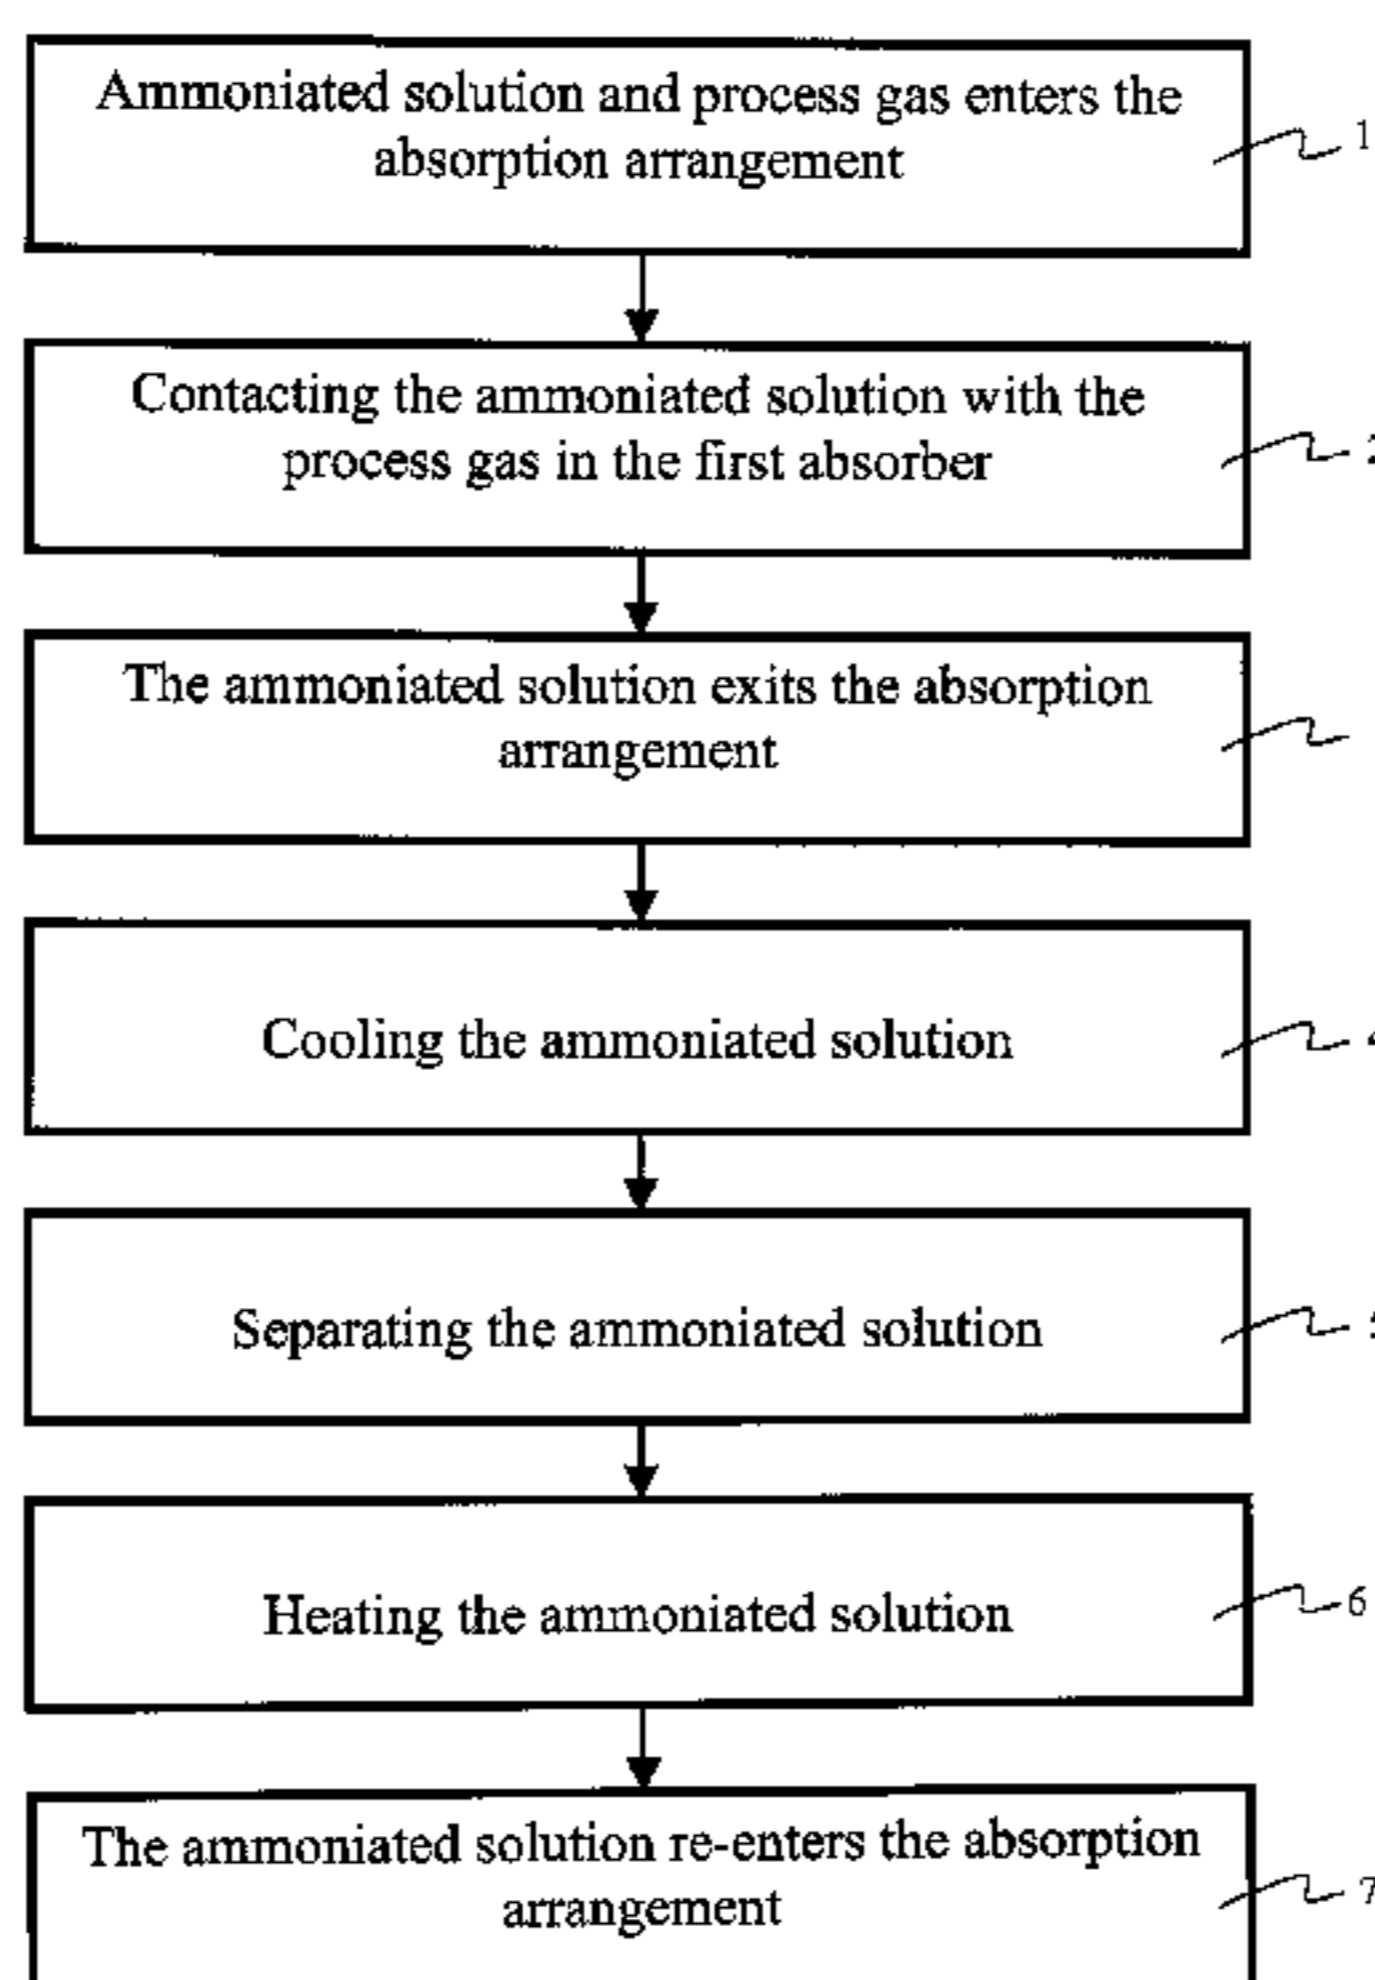 Ammoniated solution and process gas enters the
absorption arrangement
1
Contacting the ammoniated solution with the
process gas in the first absorber
The ammoniated solution exits the absorption
arrangement
Cooling the ammoniated solution
Separating the ammoniated solution
Heating the ammoniated solution
6
The ammoniated solution re-enters the absorption
arrangement
7